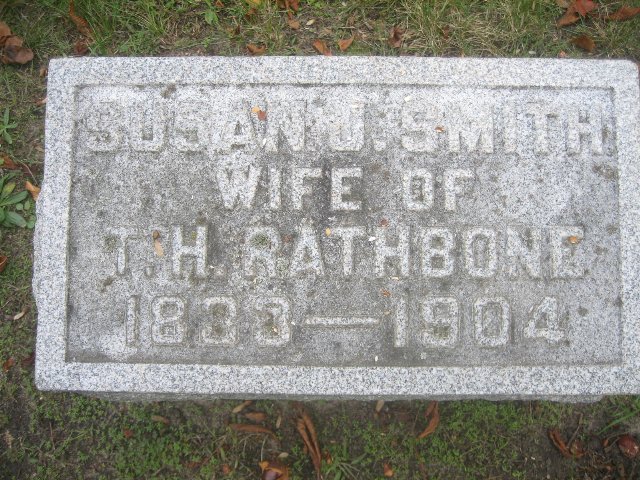 SUSAN J. SMITH
WIFE OF
T. H. RATHBONE
1833—1904